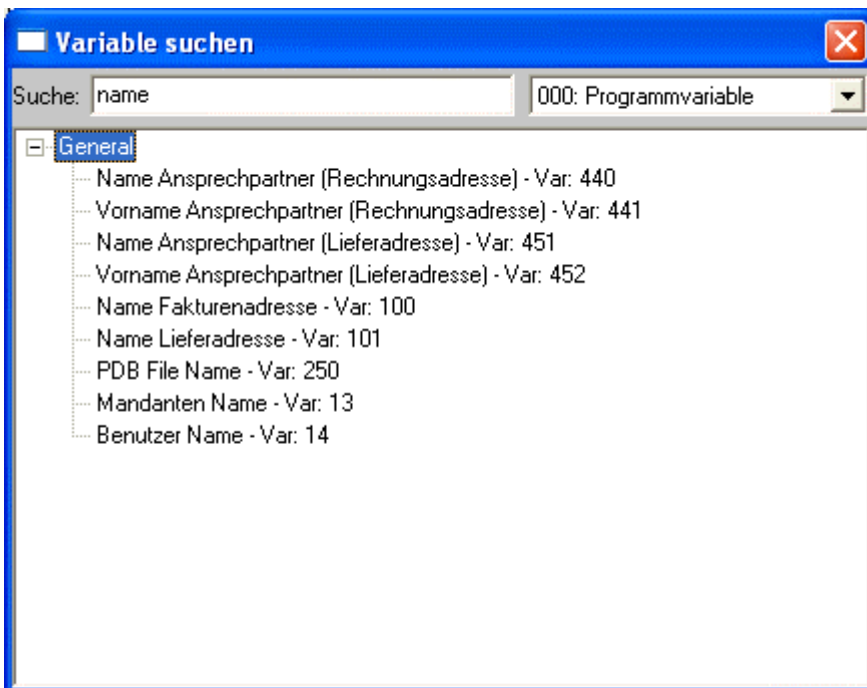 Variable suchen
Suche: name 000: Programmvariable
General
Name Ansprechpartner (Rechnungsadresse) - Var: 440
Vorname Ansprechpartner (Rechnungsadresse) - Var: 441
Name Ansprechpartner (Lieferadresse) - Var: 451
Vorname Ansprechpartner (Lieferadresse) - Var: 452
Name Fakturenadresse - Var: 100
Name Lieferadresse - Var: 101
PDB File Name - Var: 250
Mandanten Name - Var: 13
Benutzer Name - Var: 14